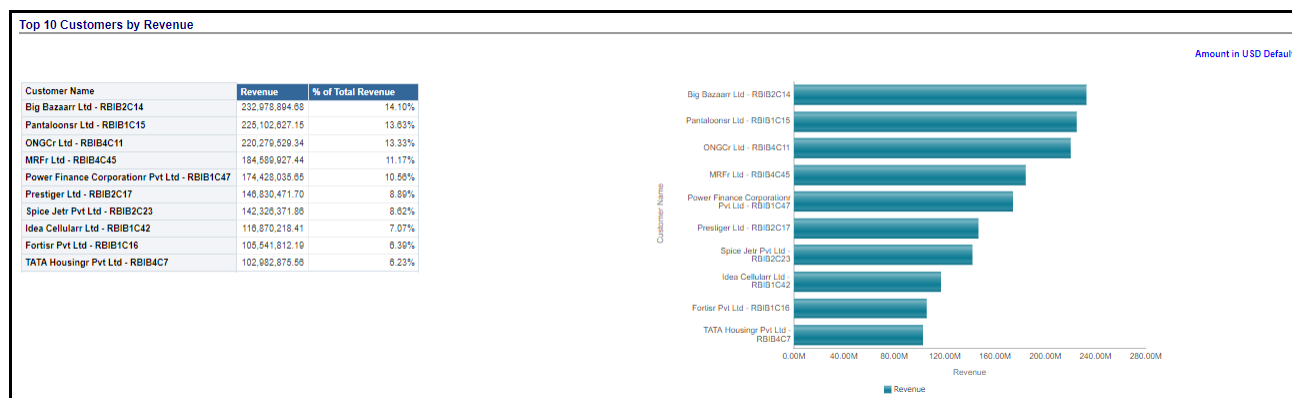 Top 10 Customers by Revenue
Amount in USD Default
Customer Name Revenue % of Total Revenue
Big Bazaarr Ltd - RBIB2C14 232,978,894.68 14.10%
Pantaloonsr Ltd - RBIB1C15 225,102,627.15 13.63%
ONGCr Ltd - RBIB4C11 220,279,529.34 13.33%
MRFr Ltd - RBIB4C45 184,589,927.44 11.17%
Power Finance Corporationr Pvt Ltd - RBIB1C47 174,428,035.65 10.56%
Prestiger Ltd - RBIB2C17 146,830,471.70 8.89%
Spice Jetr Pvt Ltd - RBIB2C23 142,326,371.86 8.62%
Idea Cellularr Ltd - RBIB1C42 116,870,218.41 7.07%
Fortisr Pvt Ltd - RBIB1C16 105,541,812.19 6.39%
TATA Housingr Pvt Ltd - RBIB4C7 102,982,875.56 6.23%
Customer Name
Big Bazaarr Ltd - RBIB2C14
Pantaloonsr Ltd - RBIB1C15
ONGCr Ltd - RBIB4C11
MRFr Ltd - RBIB4C45
Power Finance Corporationr
Pvt Ltd - RBIB1C47
Prestiger Ltd - RBIB2C17
Spice Jetr Pvt Ltd -
RBIB2C23
Idea Cellularr Ltd -
RBIB1C42
Fortisr Pvt Ltd - RBIB1C16
TATA Housingr Pvt Ltd -
RBIB4C7
0.00M 40.00M 80.00M 120.00M 160.00M 200.00M 240.00M 280.00M
Revenue
Revenue